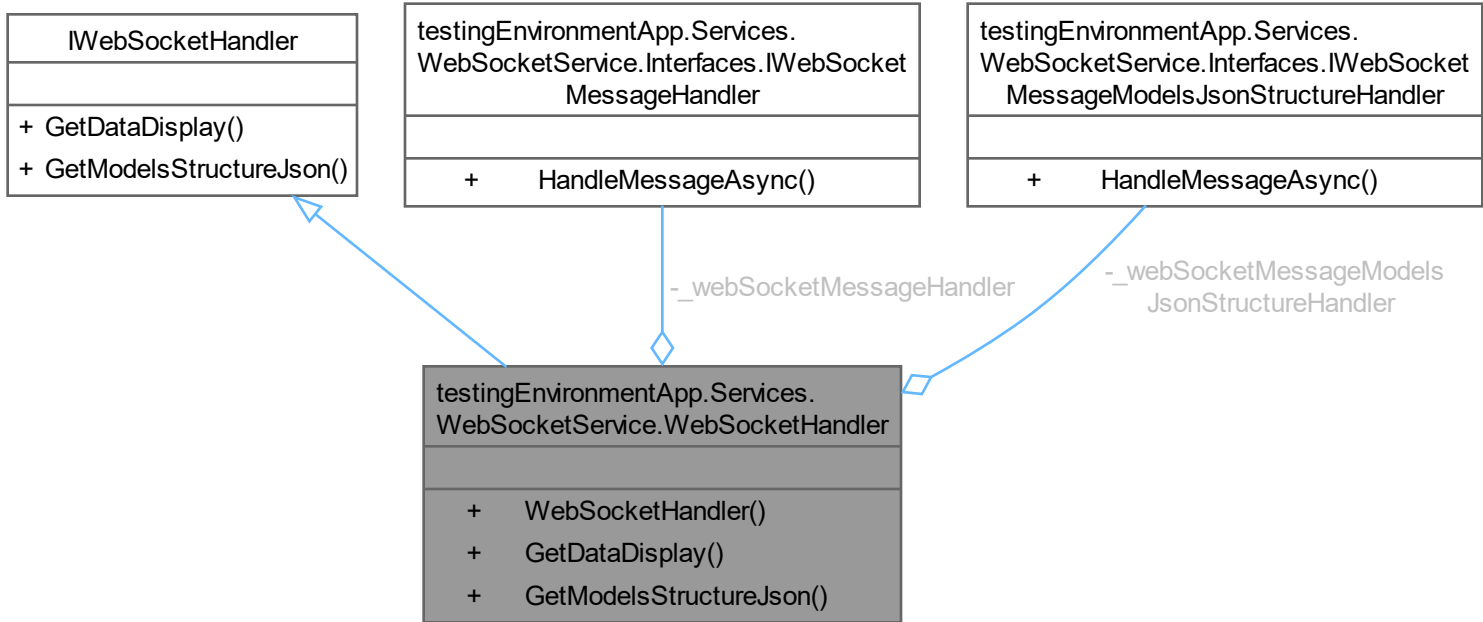 IWebSocketHandler
+ GetDataDisplay()
+ GetModelsStructureJson()
testingEnvironmentApp.Services.
WebSocketService.Interfaces.IWebSocket
MessageHandler
+ HandleMessageAsync()
testingEnvironmentApp.Services.
WebSocketService.Interfaces.IWebSocket
MessageModelsJsonStructureHandler
+ HandleMessageAsync()
-_webSocketMessageHandler
-_webSocketMessageModels
JsonStructureHandler
testingEnvironmentApp.Services.
WebSocketService.WebSocketHandler
+ WebSocketHandler()
+ GetDataDisplay()
+ GetModelsStructureJson()